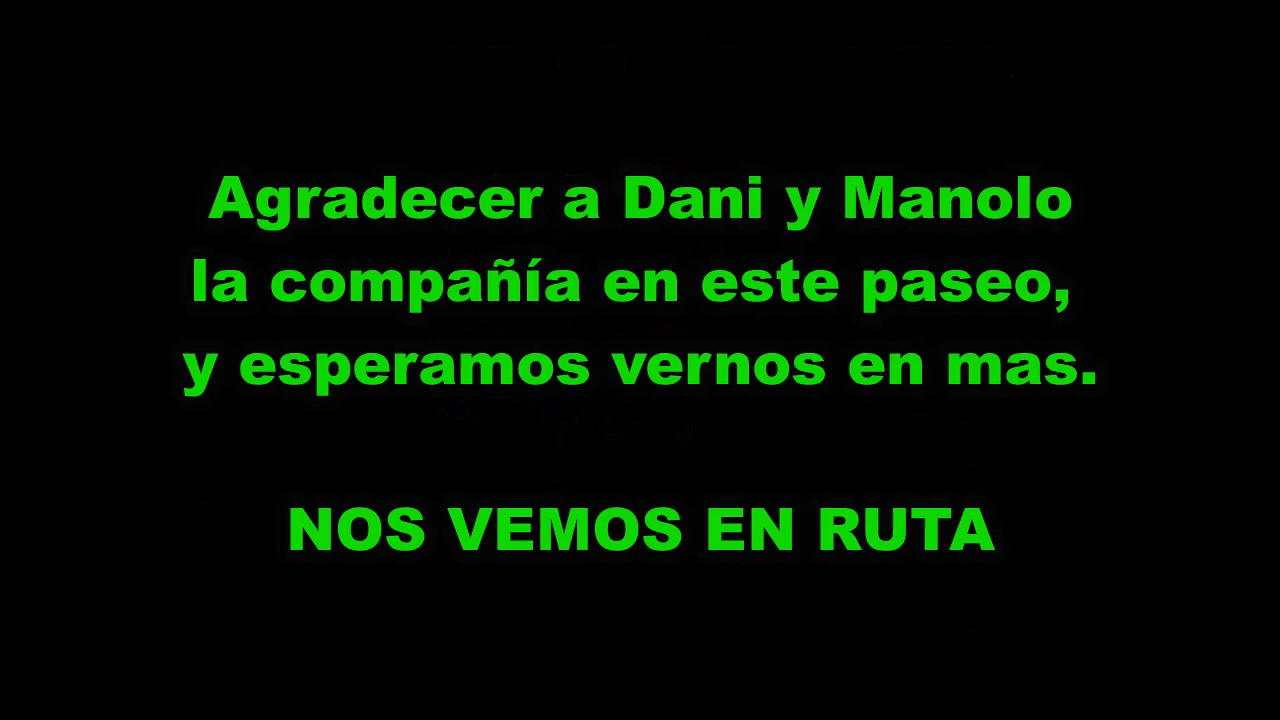 Agradecer a Dani y Manolo
la compañía en este paseo,
y esperamos vernos en mas.
NOS VEMOS EN RUTA